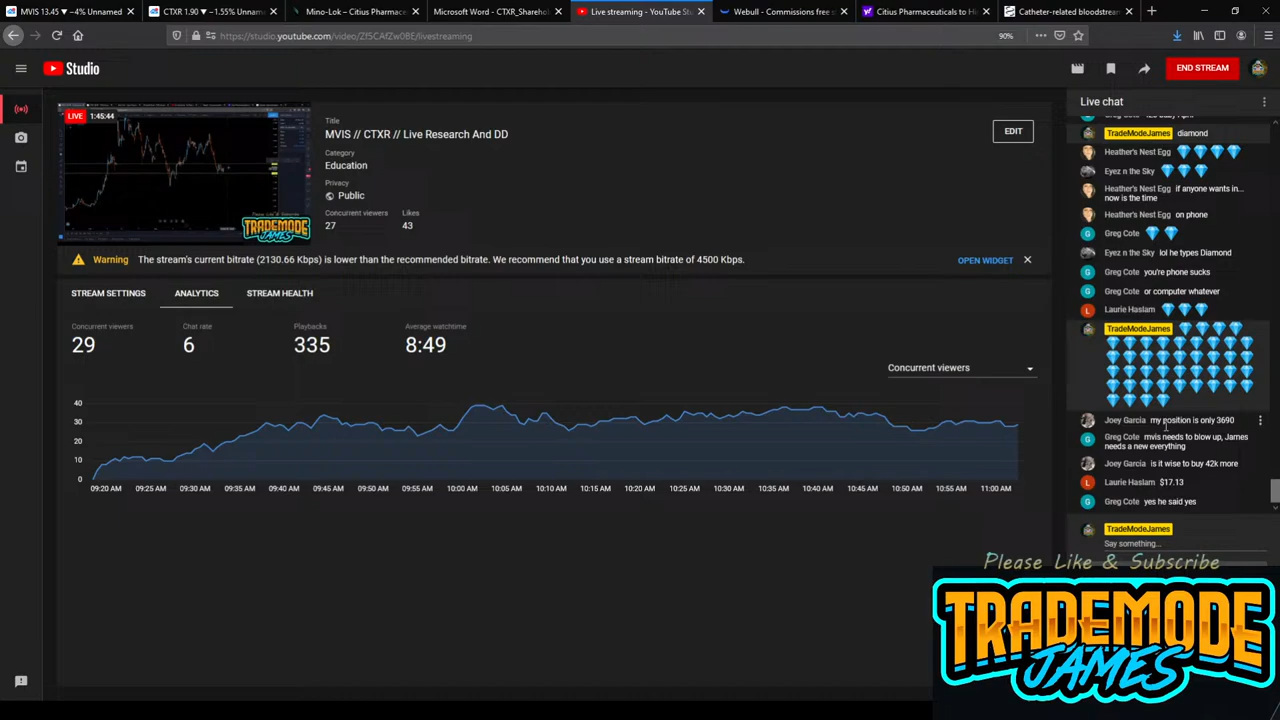 MVIS 13.45 ▼ −4% Unnamed
CTXR 1.90 ▼ −1.55% Unnam
Mino-Lok – Citius Pharmace
Microsoft Word - CTXR_Shareho
Live streaming - YouTube St
Webull - Commissions free s
Citius Pharmaceuticals to Hi
Catheter-related bloodstrea
https://studio.youtube.com/video/Zf5CAfZw0BE/livestreaming
90%
Studio
END STREAM
LIVE 1:45:44
TRADEMODE
JAMES
Title
MVIS // CTXR // Live Research And DD
Category
Education
Privacy
Public
Concurrent viewers
Likes
27
43
EDIT
Warning The stream's current bitrate (2130.66 Kbps) is lower than the recommended bitrate. We recommend that you use a stream bitrate of 4500 Kbps.
OPEN WIDGET
STREAM SETTINGS
ANALYTICS
STREAM HEALTH
Concurrent viewers
29
Chat rate
6
Playbacks
335
Average watchtime
8:49
Concurrent viewers
40
30
20
10
0
09:20 AM 09:25 AM 09:30 AM 09:35 AM 09:40 AM 09:45 AM 09:50 AM 09:55 AM 10:00 AM 10:05 AM 10:10 AM 10:15 AM 10:20 AM 10:25 AM 10:30 AM 10:35 AM 10:40 AM 10:45 AM 10:50 AM 10:55 AM 11:00 AM
Live chat
TradeModeJames diamond
Heather's Nest Egg
Eyez n the Sky
Heather's Nest Egg if anyone wants in...
now is the time
Heather's Nest Egg on phone
G Greg Cote
Eyez n the Sky lol he types Diamond
G Greg Cote you're phone sucks
G Greg Cote or computer whatever
L Laurie Haslam
TradeModeJames
Joey Garcia my position is only 3690
G Greg Cote mvis needs to blow up, James
needs a new everything
Joey Garcia is it wise to buy 42k more
L Laurie Haslam $17.13
G Greg Cote yes he said yes
TradeModeJames
Say something...
Please Like & Subscribe
TRADEMODE
JAMES